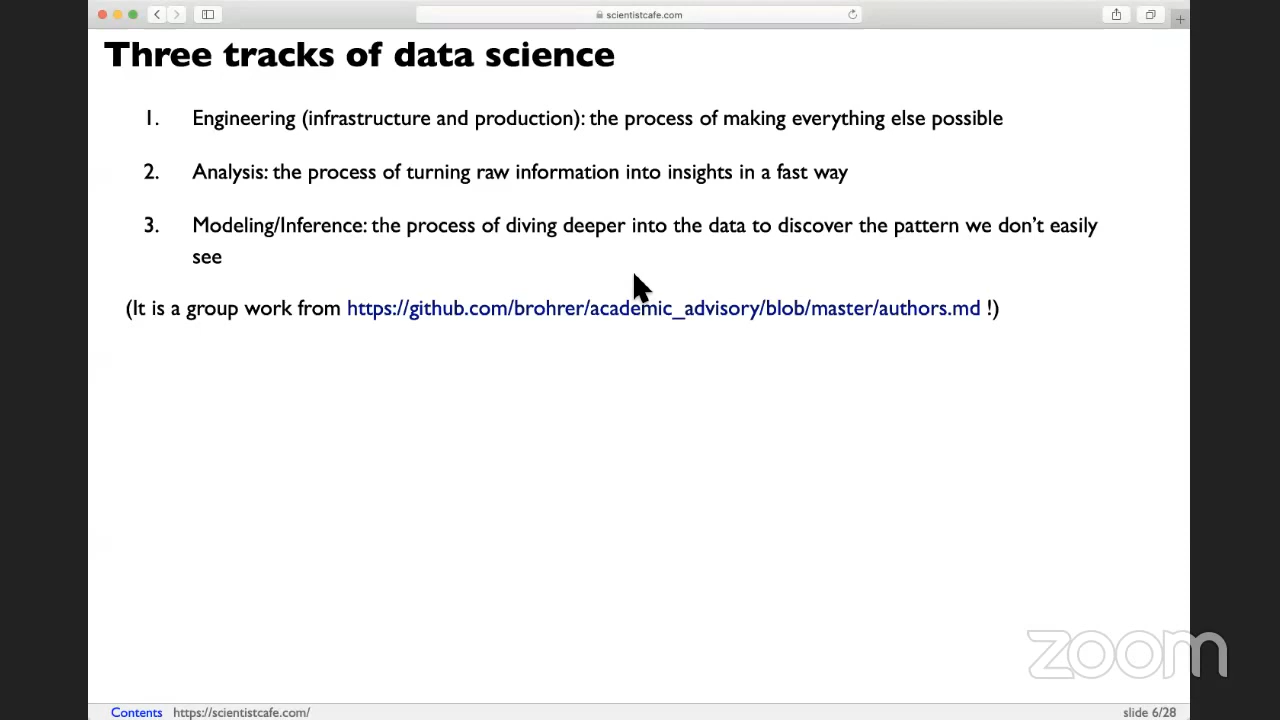 scientistcafe.com
Three tracks of data science
1. Engineering (infrastructure and production): the process of making everything else possible
2. Analysis: the process of turning raw information into insights in a fast way
3. Modeling/Inference: the process of diving deeper into the data to discover the pattern we don't easily
see
(It is a group work from https://github.com/brohrer/academic_advisory/blob/master/authors.md !)
zoom
Contents https://scientistcafe.com/ slide 6/28